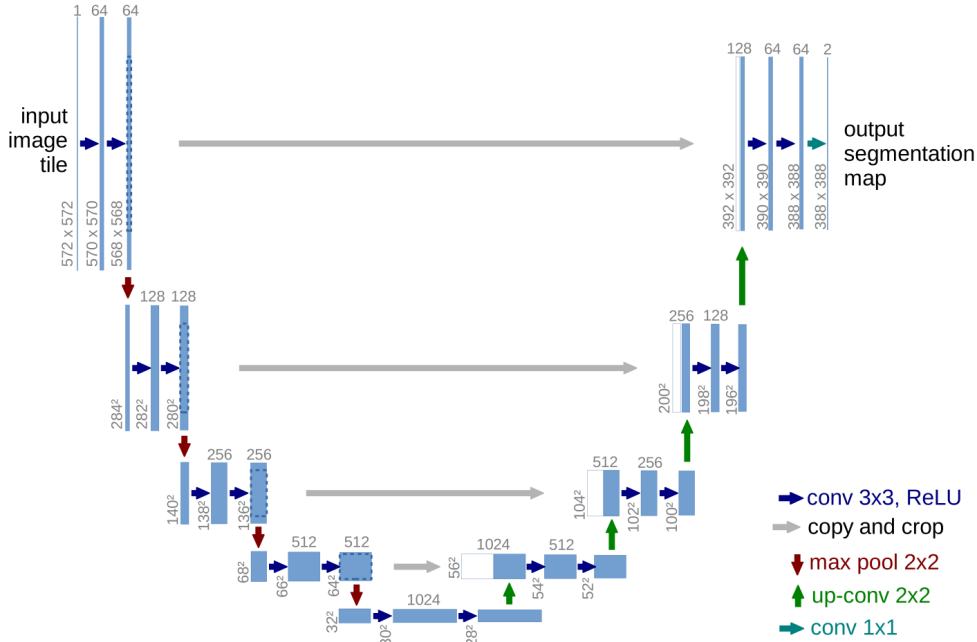 1 64 64
input
image
tile
572 x 572
570 x 570
568 x 568
128 64 64 2
output
segmentation
map
392 x 392
390 x 390
388 x 388
388 x 388
128 128
284²
282²
280²
256 128
200²
198²
196²
256 256
140²
138²
136²
512 256
104²
102²
100²
512 512
68²
66²
64²
1024 512
56²
54²
52²
1024
32²
30²
28²
conv 3x3, ReLU
copy and crop
max pool 2x2
up-conv 2x2
conv 1x1